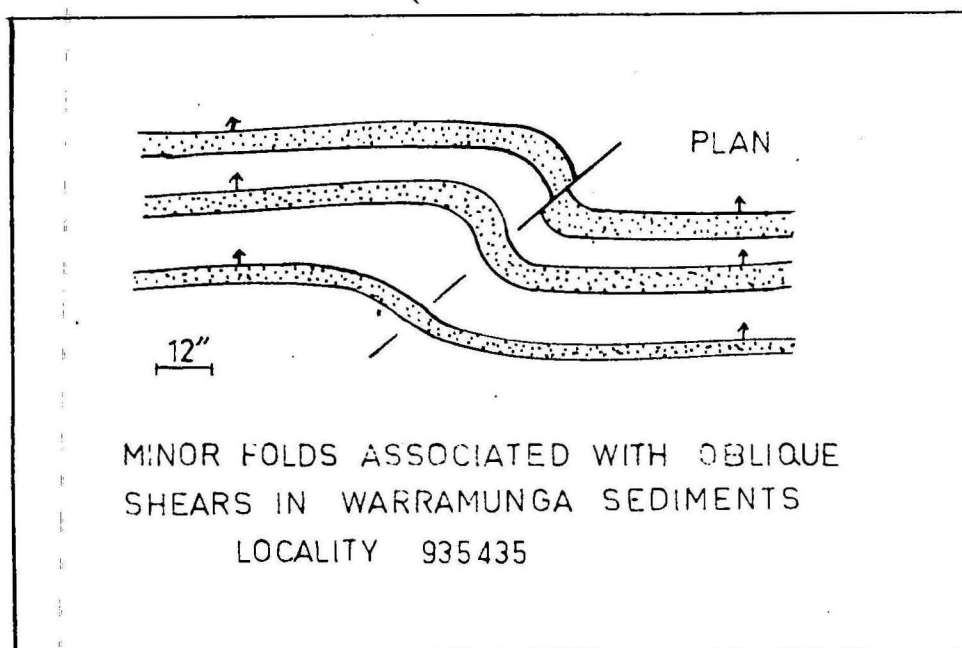 PLAN
12"
MINOR FOLDS ASSOCIATED WITH OBLIQUE
SHEARS IN WARRAMUNGA SEDIMENTS
LOCALITY 935435